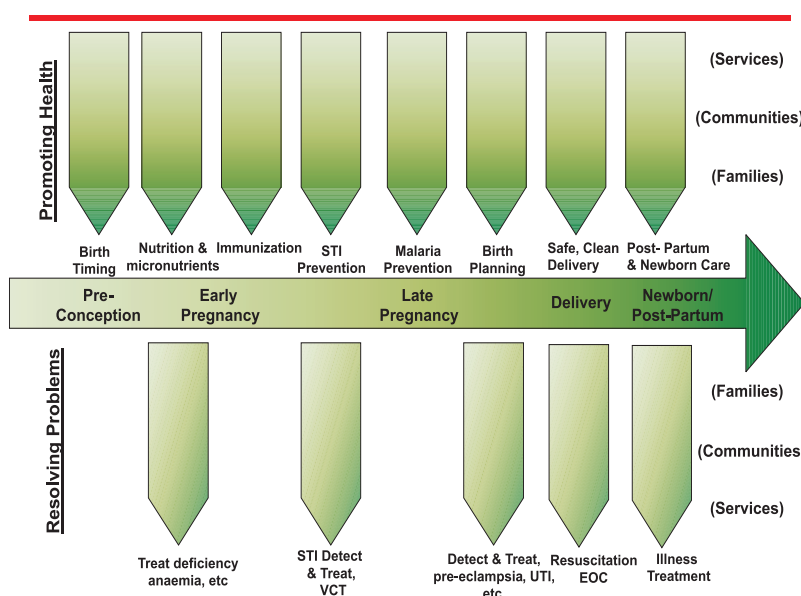 Promoting Health
(Services)
(Communities)
(Families)
Birth
Timing
Nutrition &
micronutrients
Immunization
STI
Prevention
Malaria
Prevention
Birth
Planning
Safe, Clean
Delivery
Post- Partum
& Newborn Care
Pre-
Conception
Early
Pregnancy
Late
Pregnancy
Delivery
Newborn/
Post-Partum
Resolving Problems
(Families)
(Communities
(Services)
Treat deficiency
anaemia, etc
STI Detect
& Treat,
VCT
Detect & Treat,
pre-eclampsia, UTI,
etc
Resuscitation
EOC
Illness
Treatment